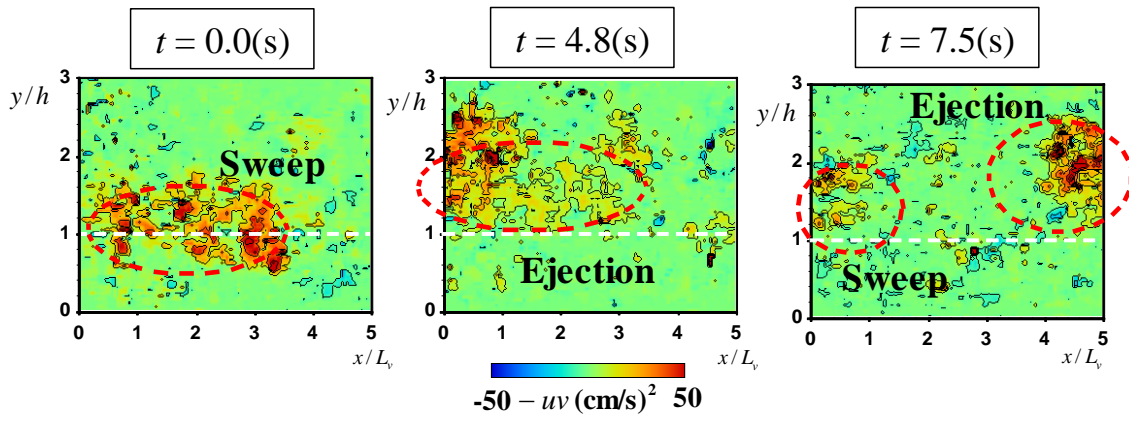 t = 0.0(s)
t = 4.8(s)
t = 7.5(s)
y/h
3
2
1
0
Sweep
0 1 2 3 4 5
x/L_v
y/h
3
2
1
0
Ejection
0 1 2 3 4 5
x/L_v
y/h
3
2
1
0
Ejection
Sweep
0 1 2 3 4 5
x/L_v
-50 – uv (cm/s)² 50